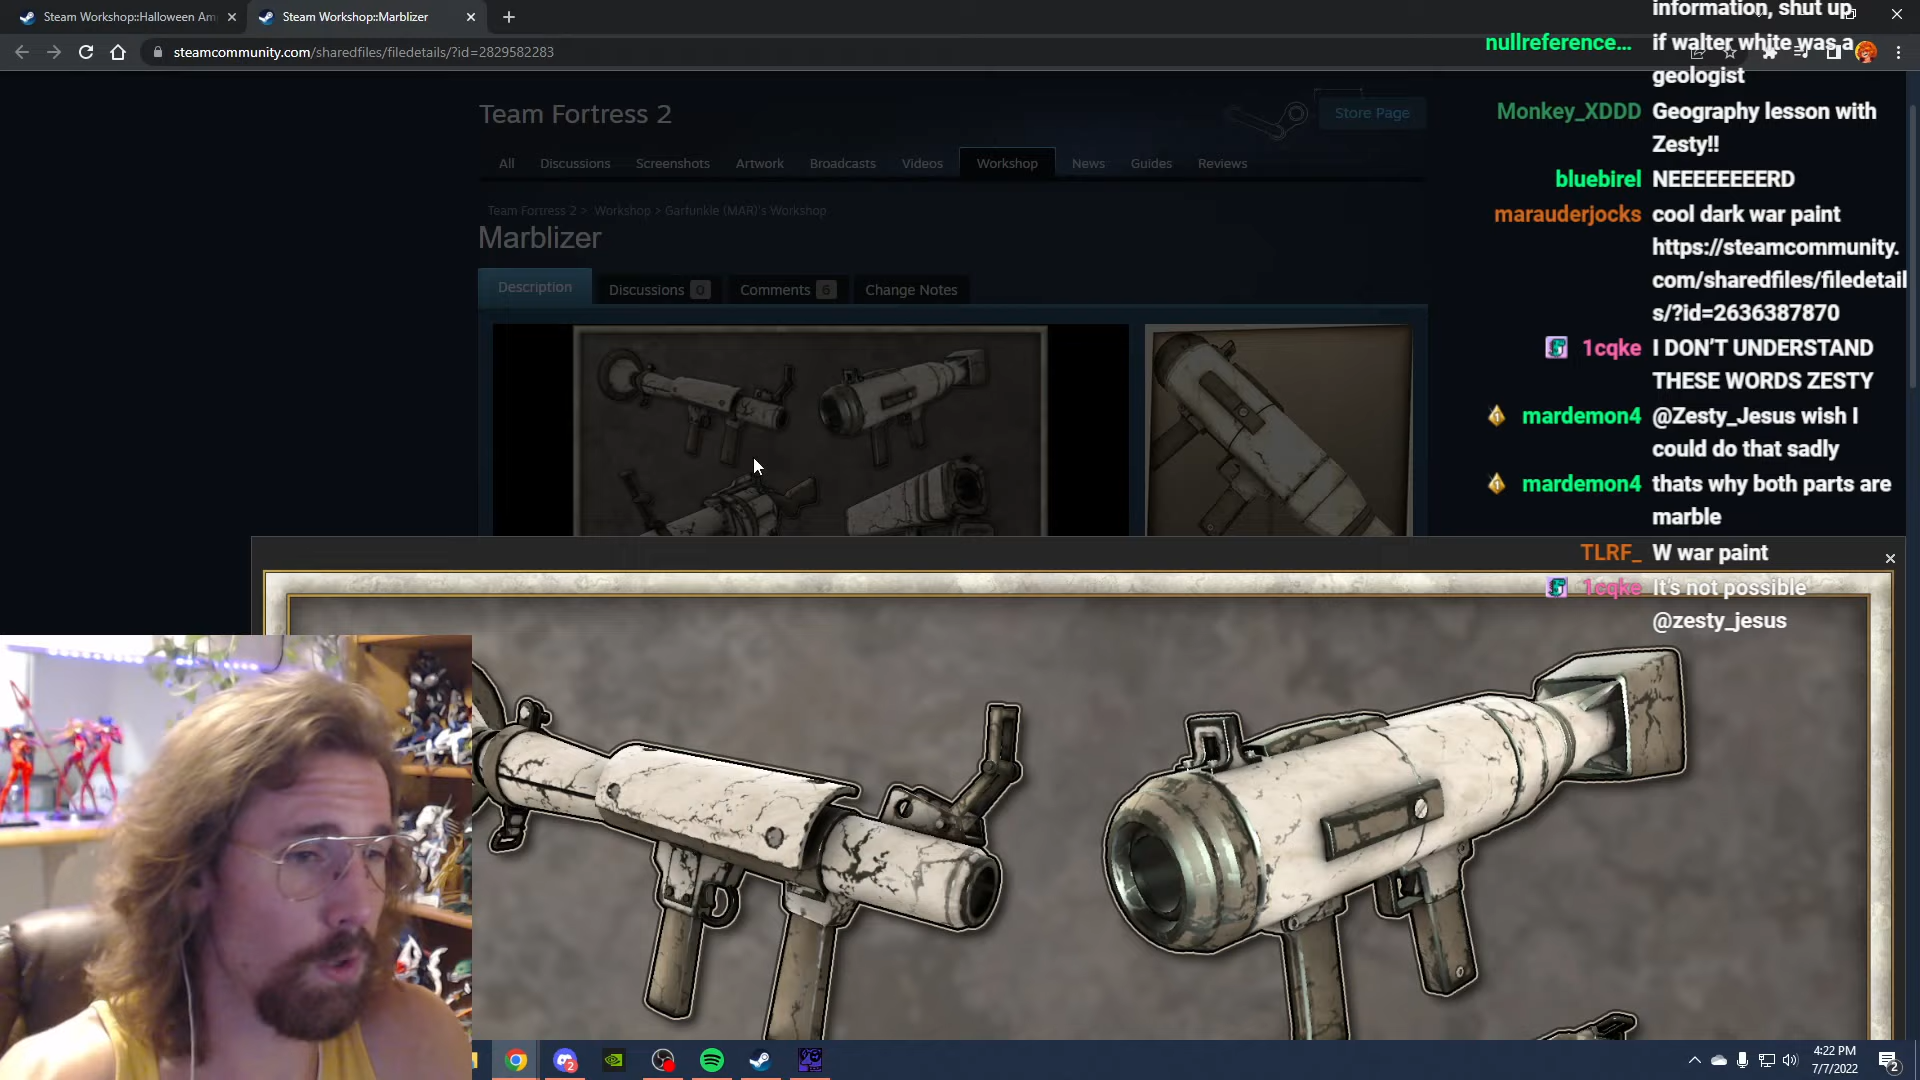 Steam Workshop::Halloween Am
Steam Workshop::Marblizer
steamcommunity.com/sharedfiles/filedetails/?id=2829582283
Team Fortress 2
Store Page
All Discussions Screenshots Artwork Broadcasts Videos Workshop News Guides Reviews
Team Fortress 2 > Workshop > Garfunkle (MAR)'s Workshop
Marblizer
Description Discussions 0 Comments 6 Change Notes
information, shut up
nullreference... if walter white was a
geologist
Monkey_XDDD Geography lesson with
Zesty!!
bluebirel NEEEEEEEERD
marauderjocks cool dark war paint
https://steamcommunity.
com/sharedfiles/filedetail
s/?id=2636387870
1cqke I DON'T UNDERSTAND
THESE WORDS ZESTY
mardemon4 @Zesty_Jesus wish I
could do that sadly
mardemon4 thats why both parts are
marble
TLRF_ W war paint
1cqke It's not possible
@zesty_jesus
2
4:22 PM
7/7/2022
2